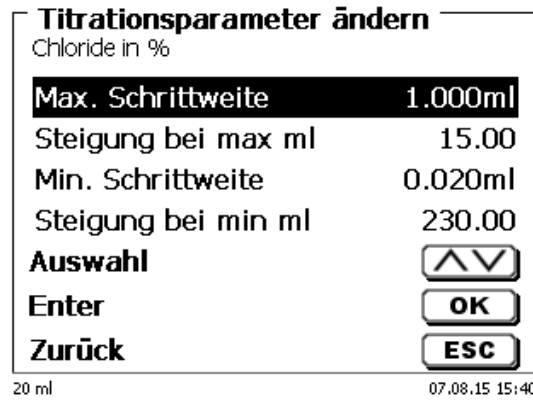 Titrationsparameter ändern
Chloride in %
Max. Schrittweite 1.000ml
Steigung bei max ml 15.00
Min. Schrittweite 0.020ml
Steigung bei min ml 230.00
Auswahl
Enter OK
Zurück ESC
20 ml 07.08.15 15:40